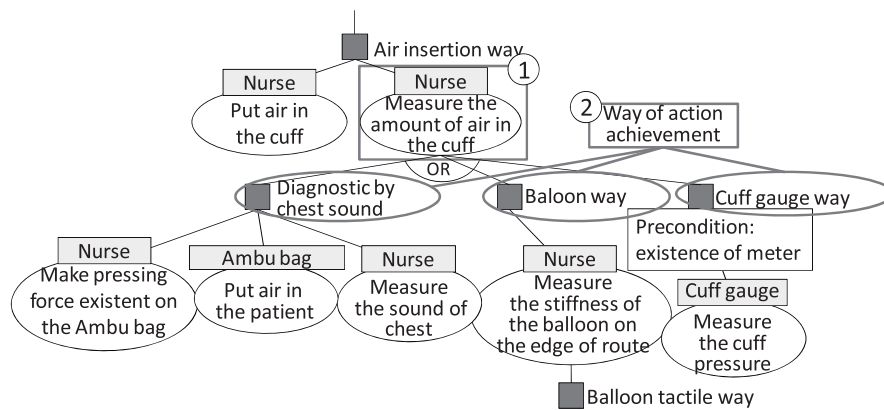 Air insertion way
1
Nurse
Put air in
the cuff
Nurse
Measure the
amount of air in
the cuff
2
Way of action
achievement
OR
Diagnostic by
chest sound
Baloon way
Cuff gauge way
Precondition:
existence of meter
Nurse
Make pressing
force existent on
the Ambu bag
Ambu bag
Put air in
the patient
Nurse
Measure
the sound of
chest
Nurse
Measure
the stiffness of
the balloon on
the edge of route
Cuff gauge
Measure
the cuff
pressure
Balloon tactile way